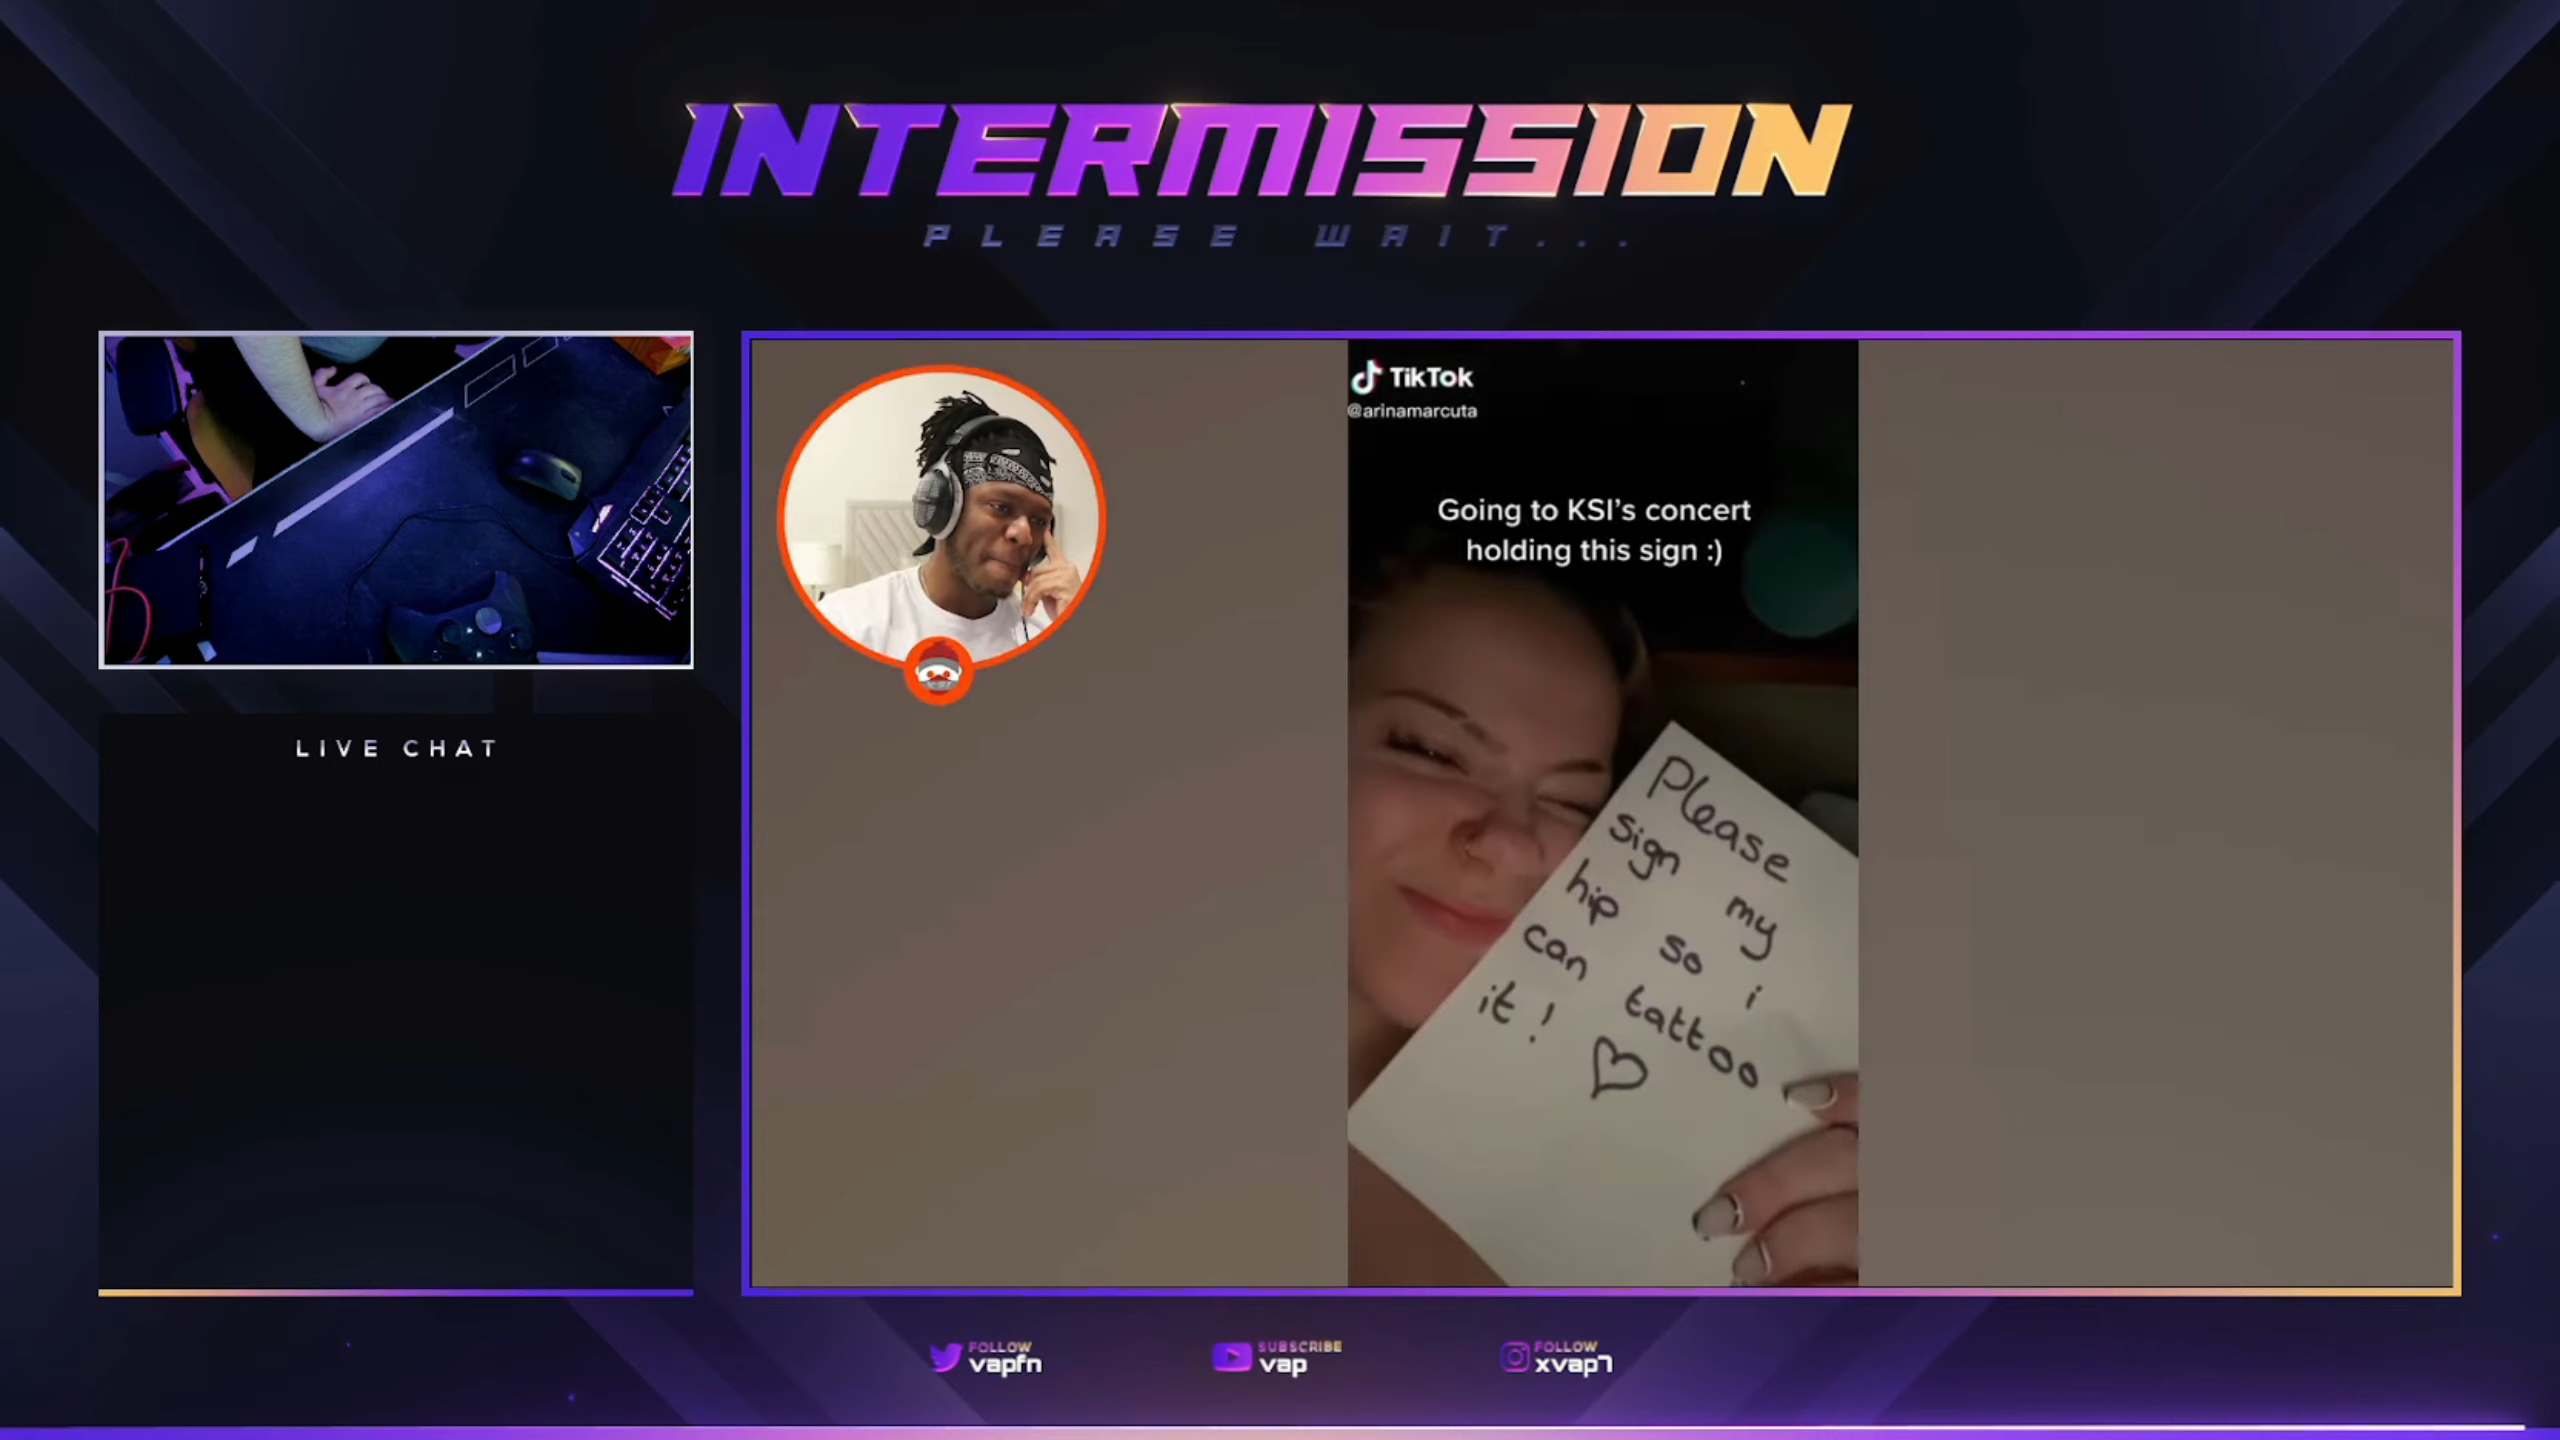 INTERMISSION
PLEASE WAIT...
LIVE CHAT
TikTok
@arinamarcuta
Going to KSI's concert
holding this sign :)
Please
sign my
hip so i
can tattoo
it! ♡
FOLLOW
vapfn
SUBSCRIBE
vap
FOLLOW
xvap7